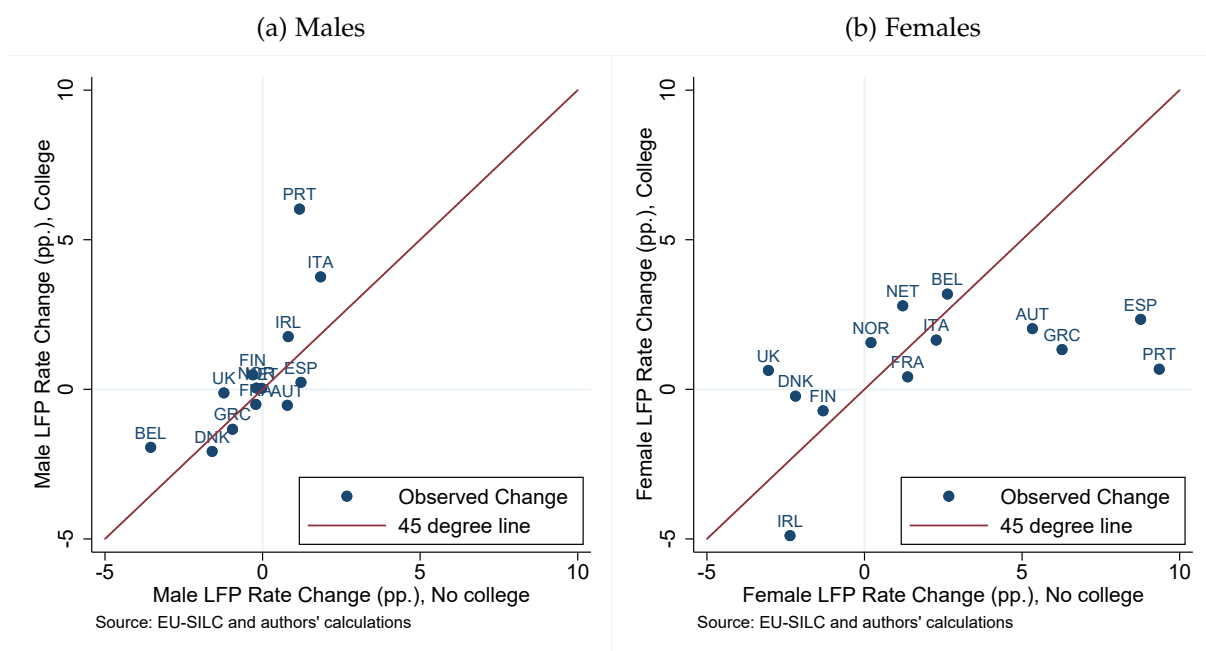 (a) Males
Male LFP Rate Change (pp.), College
10
5
0
-5
PRT
ITA
IRL
FIN
NOR
ESP
UK
FRA
AUT
GRC
BEL
DNK
Observed Change
45 degree line
-5 0 5 10
Male LFP Rate Change (pp.), No college
Source: EU-SILC and authors' calculations
(b) Females
Female LFP Rate Change (pp.), College
10
5
0
-5
BEL
NET
ESP
AUT
NOR
ITA
GRC
PRT
UK
FRA
DNK
FIN
IRL
Observed Change
45 degree line
-5 0 5 10
Female LFP Rate Change (pp.), No college
Source: EU-SILC and authors' calculations